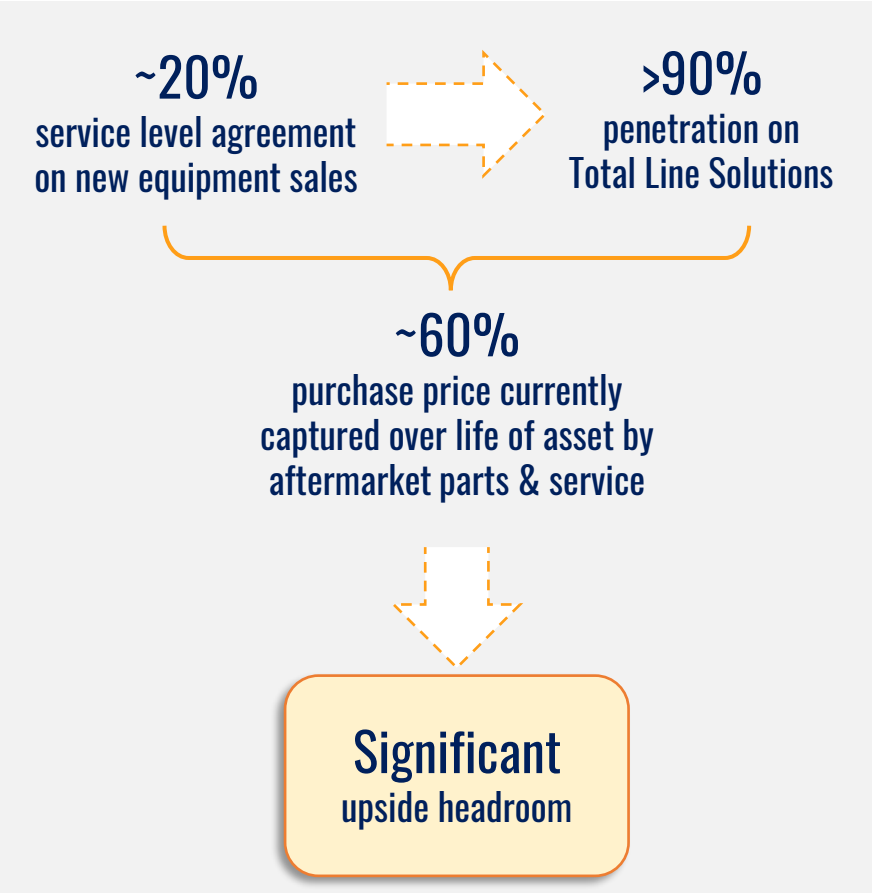 ~20%
service level agreement
on new equipment sales
>90%
penetration on
Total Line Solutions
~60%
purchase price currently
captured over life of asset by
aftermarket parts & service
Significant
upside headroom